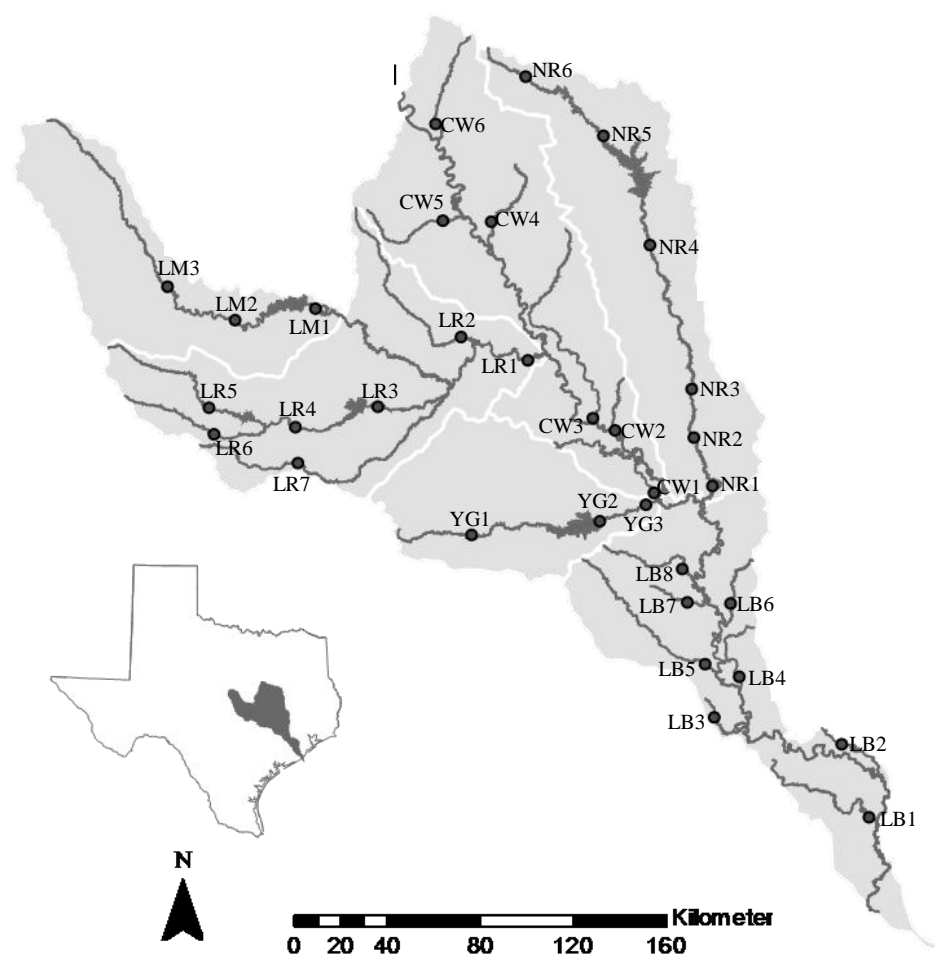 NR6
CW6
NR5
CW5
CW4
NR4
LM3
LM2
LM1
LR2
LR1
LR5
LR4
LR3
NR3
LR6
CW3
CW2
NR2
LR7
CW1
NR1
YG1
YG2
YG3
LB8
LB7
LB6
LB5
LB4
LB3
LB2
LB1
N
Kilometer
0 20 40 80 120 160